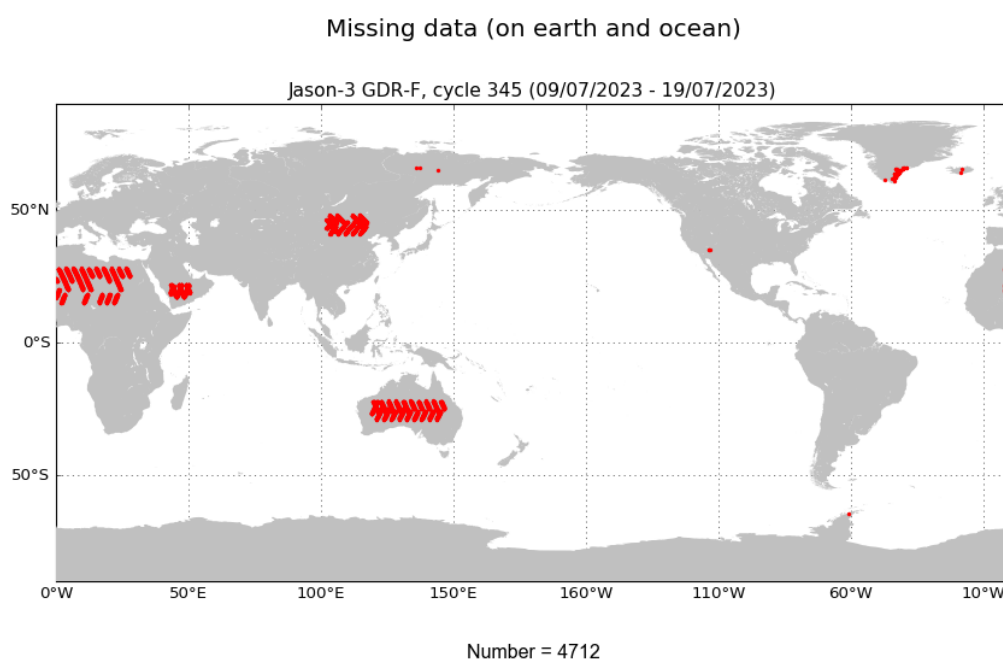 Missing data (on earth and ocean)
Jason-3 GDR-F, cycle 345 (09/07/2023 - 19/07/2023)
50°N
0°S
50°S
0°W 50°E 100°E 150°E 160°W 110°W 60°W 10°W
Number = 4712